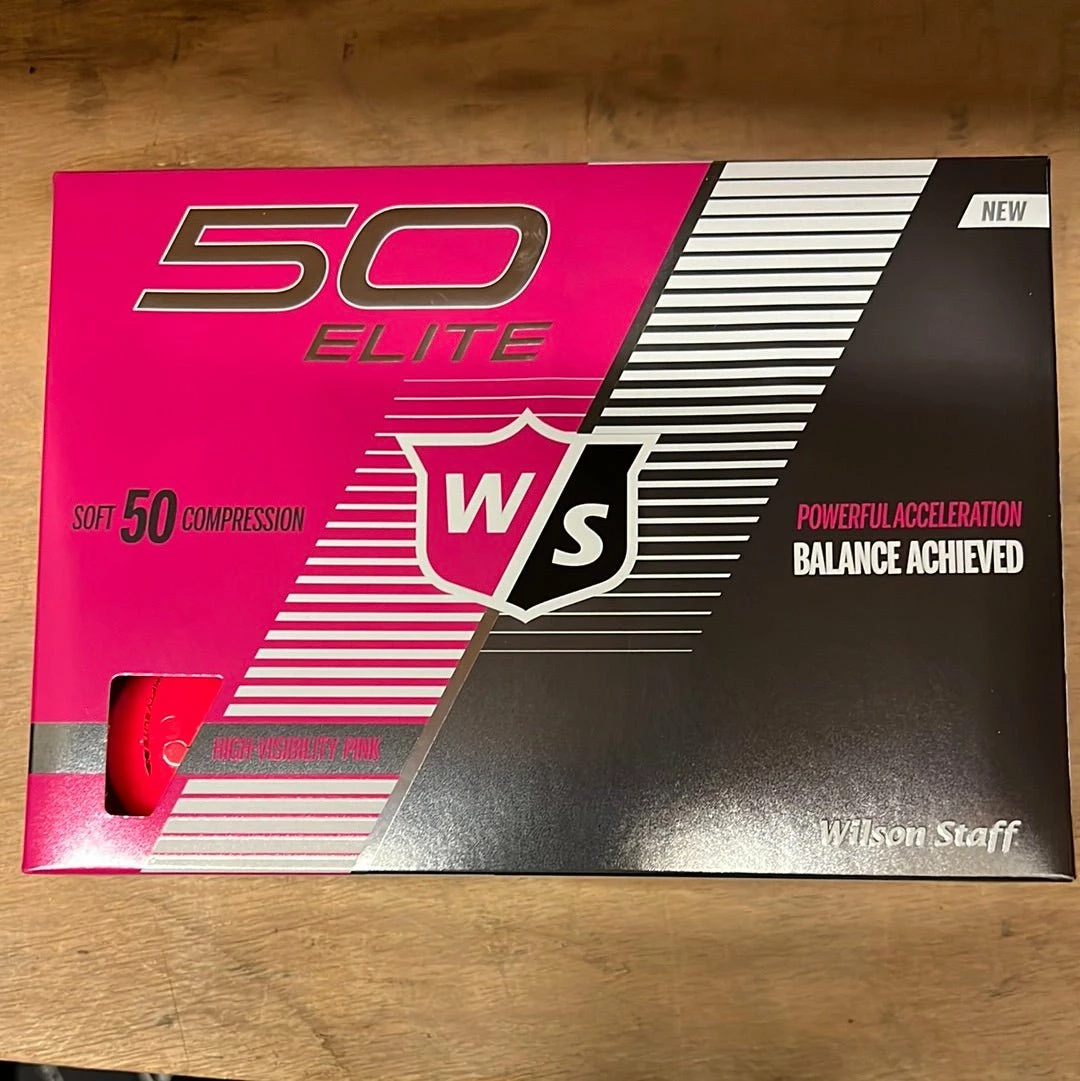 50
ELITE
NEW
W S
SOFT 50 COMPRESSION
POWERFUL ACCELERATION
BALANCE ACHIEVED
HIGH VISIBILITY PINK
Wilson Staff